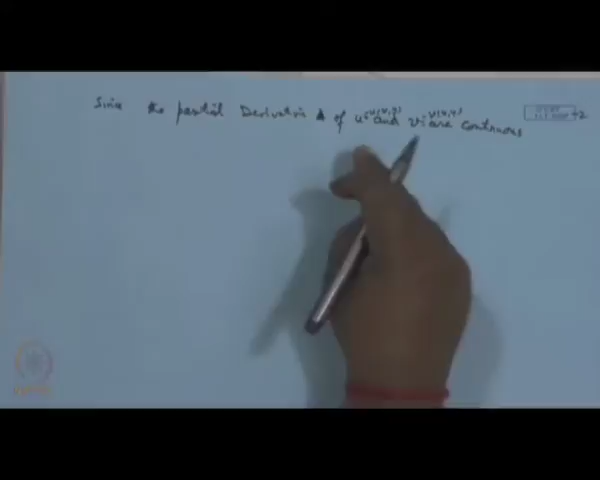 Since the partial Derivatives of u=u(x,y) and v=v(x,y) are continuous